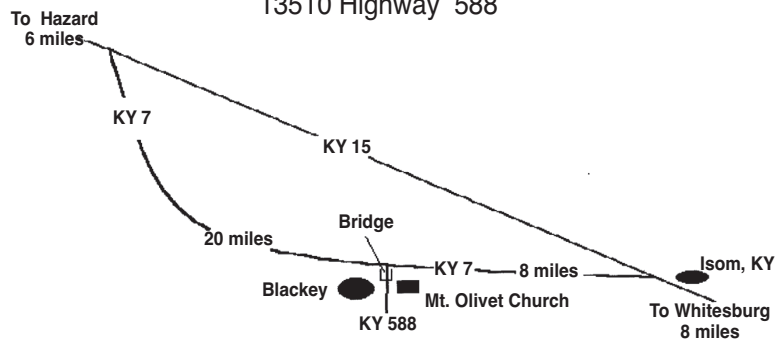 13510 Highway 588
To Hazard
6 miles
KY 7
KY 15
20 miles
Bridge
KY 7
8 miles
Isom, KY
Blackey
Mt. Olivet Church
KY 588
To Whitesburg
8 miles